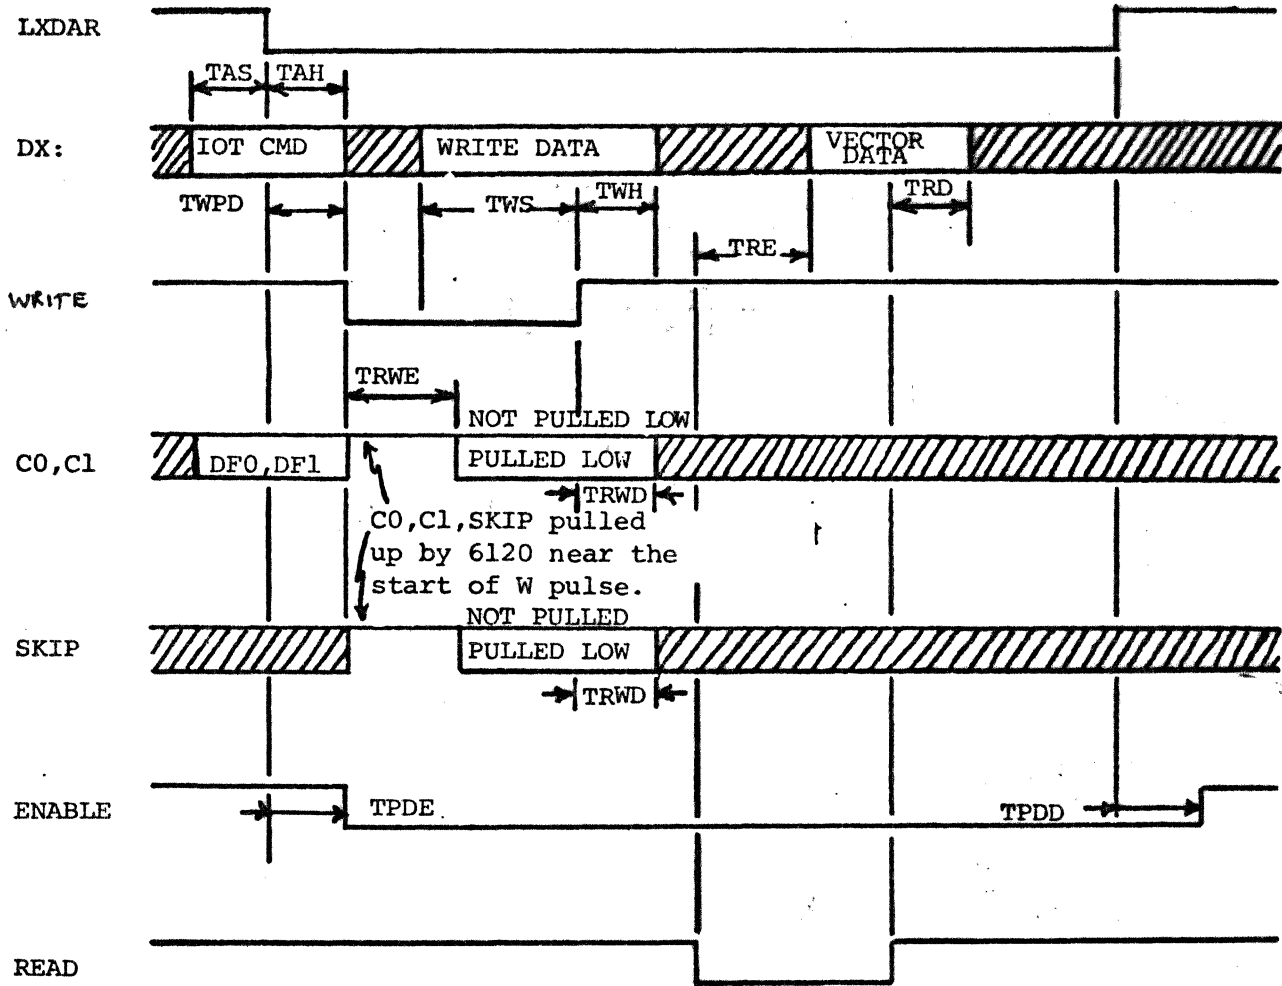 LXDAR
TAS TAH
DX:
IOT CMD
WRITE DATA
VECTOR
DATA
TWPD
TWS
TWH
TRD
TRE
WRITE
TRWE
NOT PULLED LOW
C0,C1
DF0,DF1
PULLED LOW
TRWD
C0,C1,SKIP pulled
up by 6120 near the
start of W pulse.
NOT PULLED
SKIP
PULLED LOW
TRWD
ENABLE
TPDE
TPDD
READ